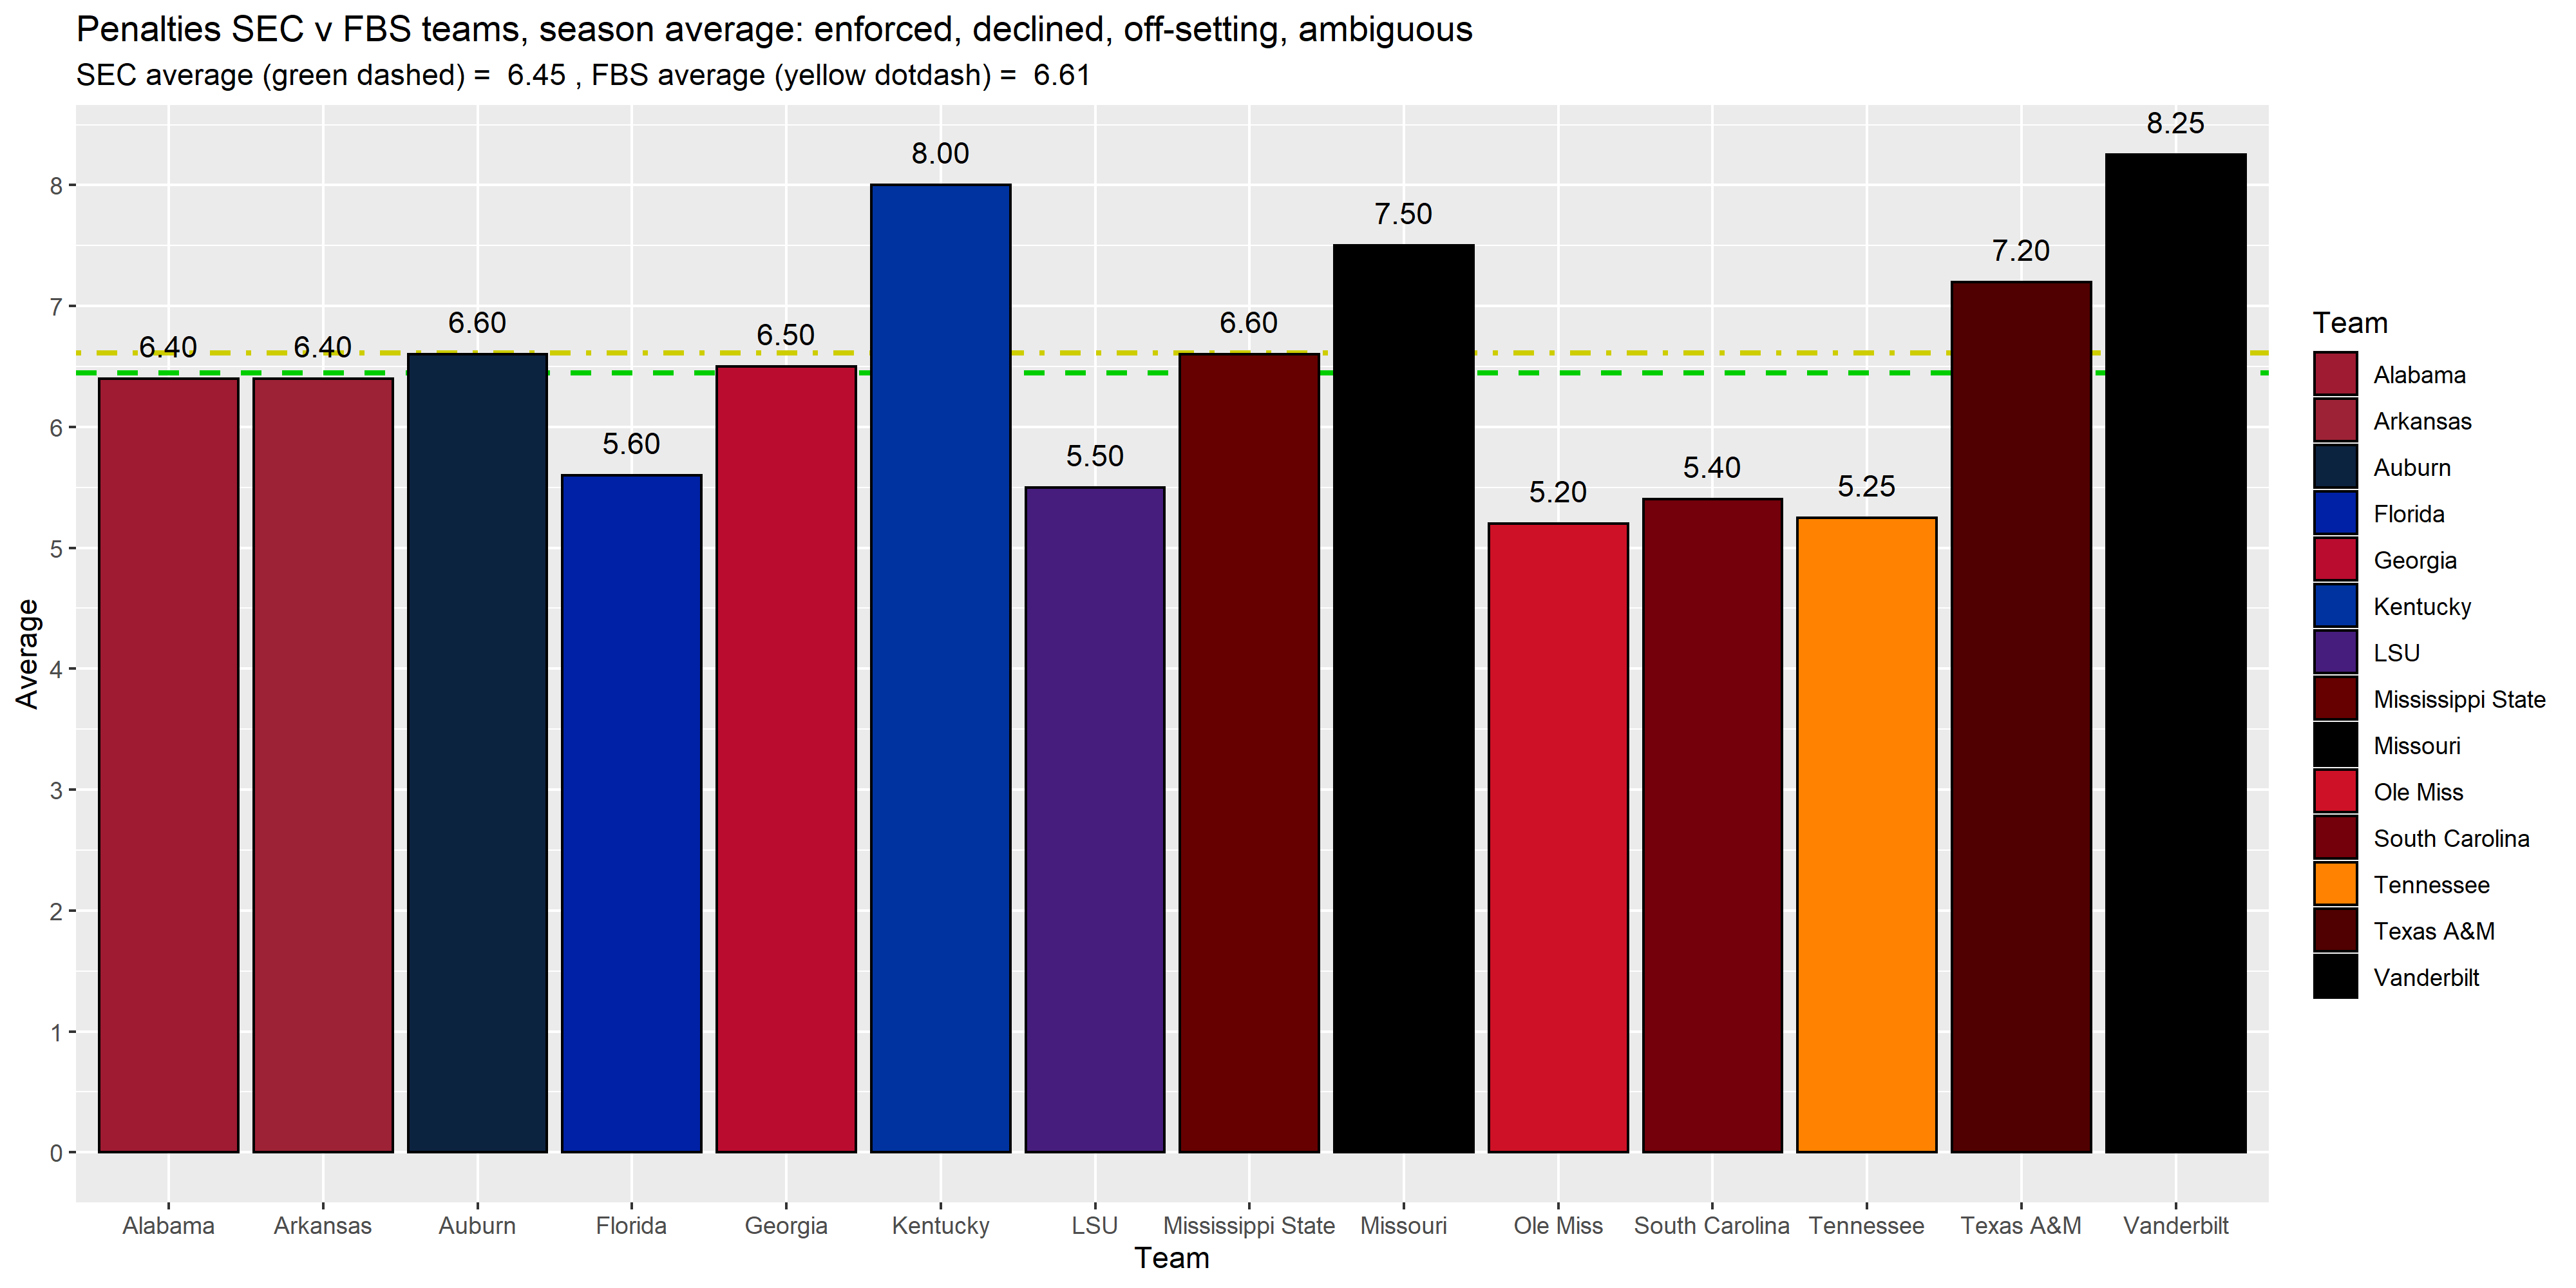 Penalties SEC v FBS teams, season average: enforced, declined, off-setting, ambiguous
SEC average (green dashed) =  6.45 , FBS average (yellow dotdash) =  6.61
Average
8
7
6
5
4
3
2
1
0
6.40
6.40
6.60
5.60
6.50
8.00
5.50
6.60
7.50
5.20
5.40
5.25
7.20
8.25
Alabama
Arkansas
Auburn
Florida
Georgia
Kentucky
LSU
Mississippi State
Missouri
Ole Miss
South Carolina
Tennessee
Texas A&M
Vanderbilt
Team
Team
Alabama
Arkansas
Auburn
Florida
Georgia
Kentucky
LSU
Mississippi State
Missouri
Ole Miss
South Carolina
Tennessee
Texas A&M
Vanderbilt